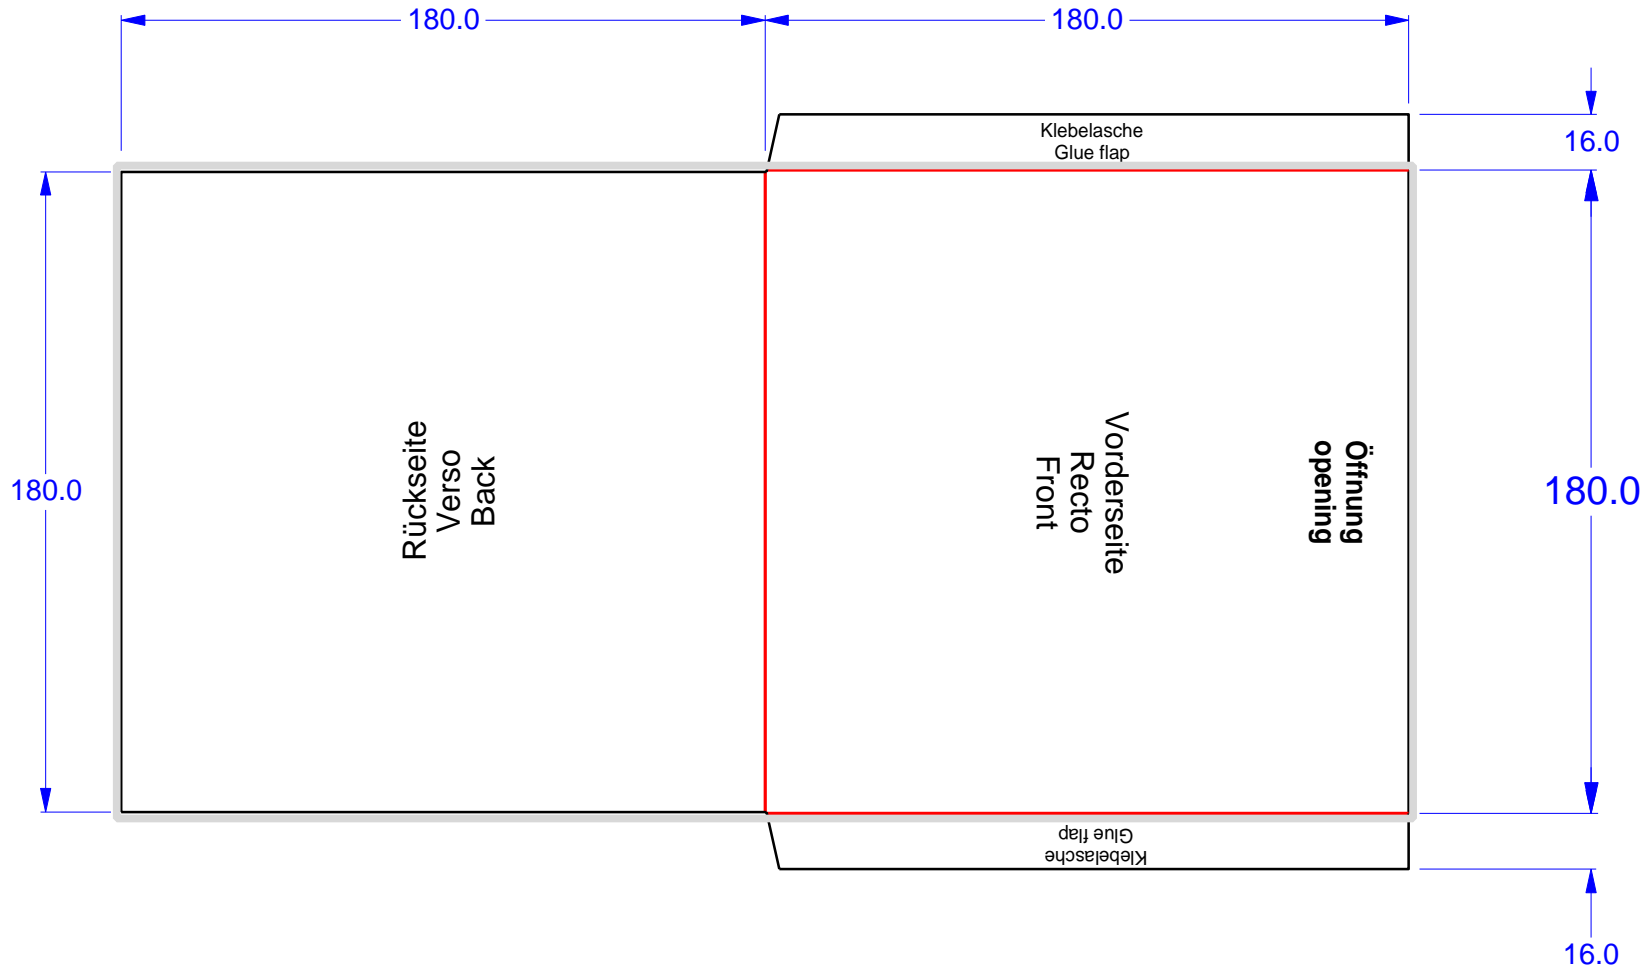 180.0
180.0
Klebelasche
Glue flap
16.0
Rückseite
Verso
Back
Vorderseite
Recto
Front
Öffnung
opening
180.0
180.0
Glue flap
Klebelasche
16.0